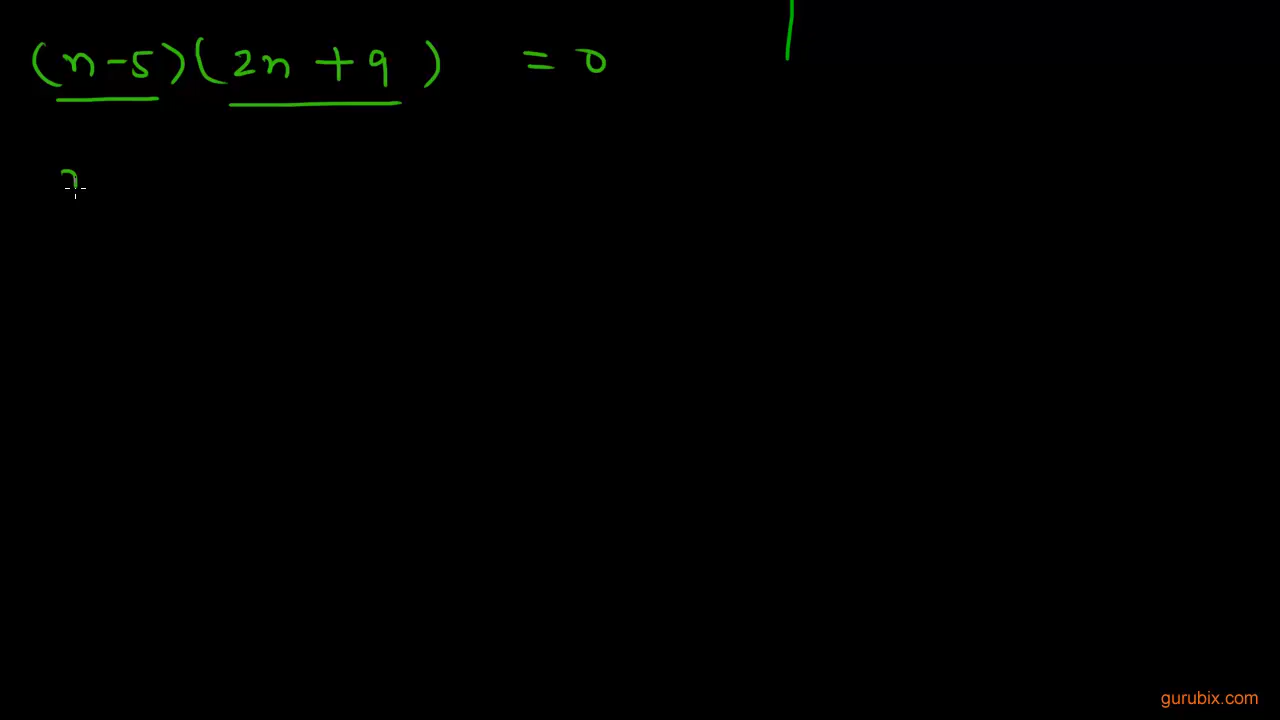 (n-5)(2n + 9) = 0
gurubix.com